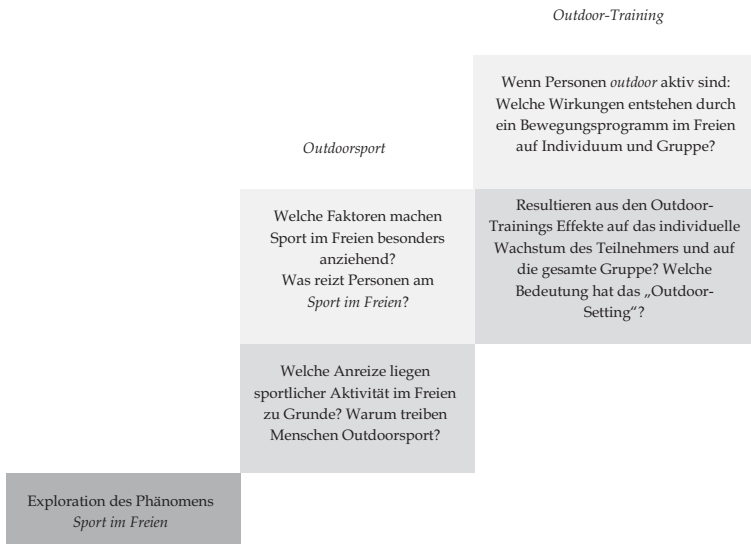 Outdoor-Training
Wenn Personen outdoor aktiv sind:
Welche Wirkungen entstehen durch
ein Bewegungsprogramm im Freien
auf Individuum und Gruppe?
Outdoorsport
Resultieren aus den Outdoor-
Trainings Effekte auf das individuelle
Wachstum des Teilnehmers und auf
die gesamte Gruppe? Welche
Bedeutung hat das „Outdoor-
Setting“?
Welche Faktoren machen
Sport im Freien besonders
anziehend?
Was reizt Personen am
Sport im Freien?
Welche Anreize liegen
sportlicher Aktivität im Freien
zu Grunde? Warum treiben
Menschen Outdoorsport?
Exploration des Phänomens
Sport im Freien